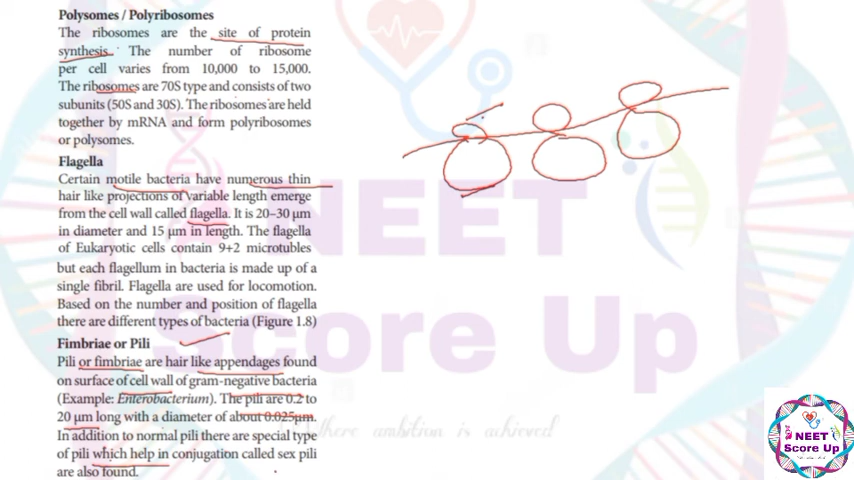 Polysomes / Polyribosomes
The ribosomes are the site of protein
synthesis. The number of ribosome
per cell varies from 10,000 to 15,000.
The ribosomes are 70S type and consists of two
subunits (50S and 30S). The ribosomes are held
together by mRNA and form polyribosomes
or polysomes.
Flagella
Certain motile bacteria have numerous thin
hair like projections of variable length emerge
from the cell wall called flagella. It is 20–30 μm
in diameter and 15 μm in length. The flagella
of Eukaryotic cells contain 9+2 microtubles
but each flagellum in bacteria is made up of a
single fibril. Flagella are used for locomotion.
Based on the number and position of flagella
there are different types of bacteria (Figure 1.8)
Fimbriae or Pili
Pili or fimbriae are hair like appendages found
on surface of cell wall of gram-negative bacteria
(Example: Enterobacterium). The pili are 0.2 to
20 μm long with a diameter of about 0.025μm.
In addition to normal pili there are special type
of pili which help in conjugation called sex pili
are also found.
NEET
Score Up
Where ambition is achieved
NEET
Score Up